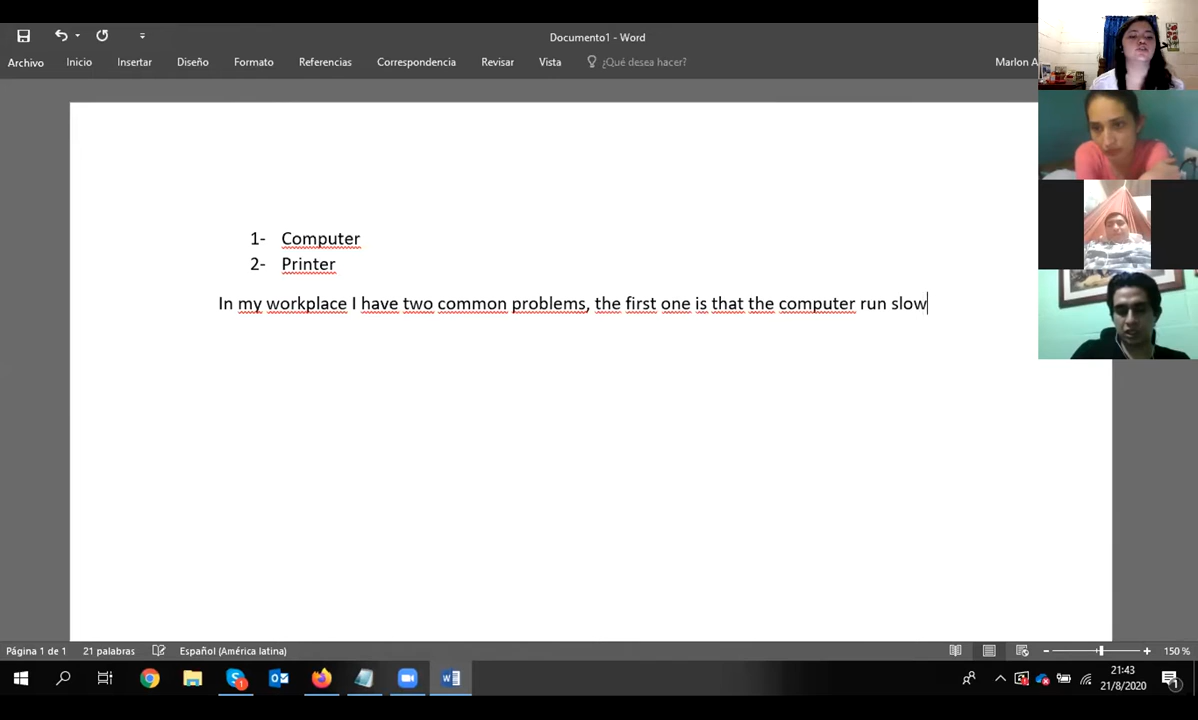 Documento1 - Word
Archivo Inicio Insertar Diseño Formato Referencias Correspondencia Revisar Vista ¿Qué desea hacer? Marlon A
1- Computer
2- Printer
In my workplace I have two common problems, the first one is that the computer run slow
Página 1 de 1 21 palabras Español (América latina) 150 %
21:43
21/8/2020